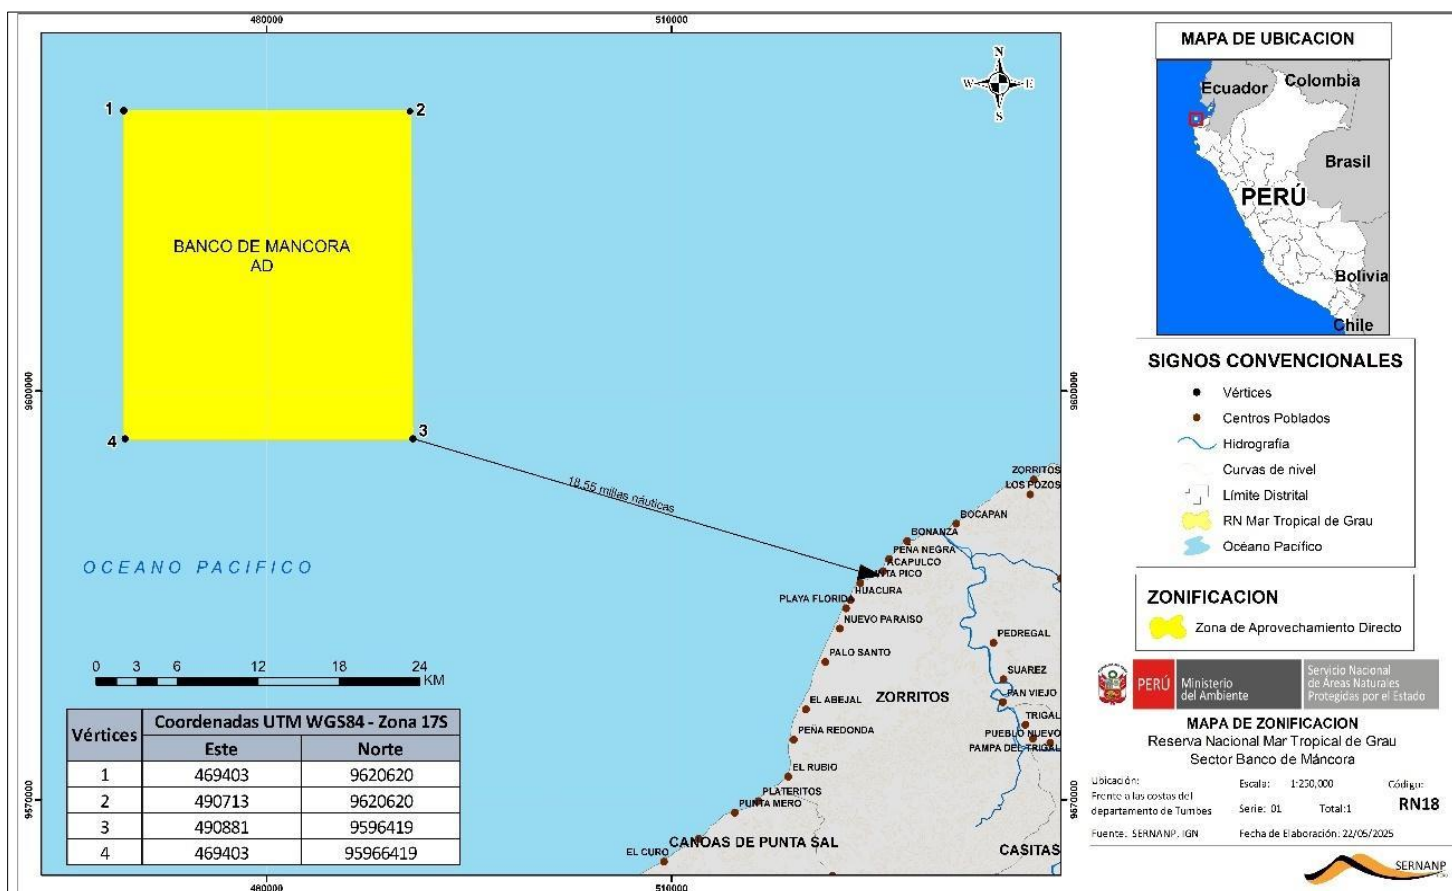 480000
510000
1
2
BANCO DE MANCORA
AD
9600000
9600000
4
3
18.55 millas náuticas
N
W
E
S
ZORRITOS
LOS POZOS
BOCAPAN
BONANZA
PEÑA NEGRA
ACAPULCO
HUACURA
PLAYA FLORIDA
NUEVO PARAISO
PALO SANTO
PEDREGAL
SUAREZ
ZORRITOS
PAN VIEJO
EL ABEJAL
TRIGAL
PUEBLO NUEVO
PAMPA DEL TRIGAL
PEÑA REDONDA
EL RUBIO
PLATERITOS
PUNTA MERO
CANOAS DE PUNTA SAL
EL CURO
CASITAS
OCEANO PACIFICO
0 3 6 12 18 24
KM
Vértices
Coordenadas UTM WGS84 - Zona 17S
Este Norte
1 469403 9620620
2 490713 9620620
3 490881 9596419
4 469403 95966419
9570000
9570000
480000
510000
MAPA DE UBICACION
Ecuador
Colombia
Brasil
PERÚ
Bolivia
Chile
SIGNOS CONVENCIONALES
Vértices
Centros Poblados
Hidrografía
Curvas de nivel
Límite Distrital
RN Mar Tropical de Grau
Océano Pacífico
ZONIFICACION
Zona de Aprovechamiento Directo
PERÚ
Ministerio
del Ambiente
Servicio Nacional
de Áreas Naturales
Protegidas por el Estado
MAPA DE ZONIFICACION
Reserva Nacional Mar Tropical de Grau
Sector Banco de Máncora
Ubicación:
Frente a las costas del
departamento de Tumbes
Escala: 1:250,000
Serie: 01 Total:1
Código:
RN18
Fuente. SERNANP, IGN
Fecha de Elaboración: 22/05/2025
SERNANP